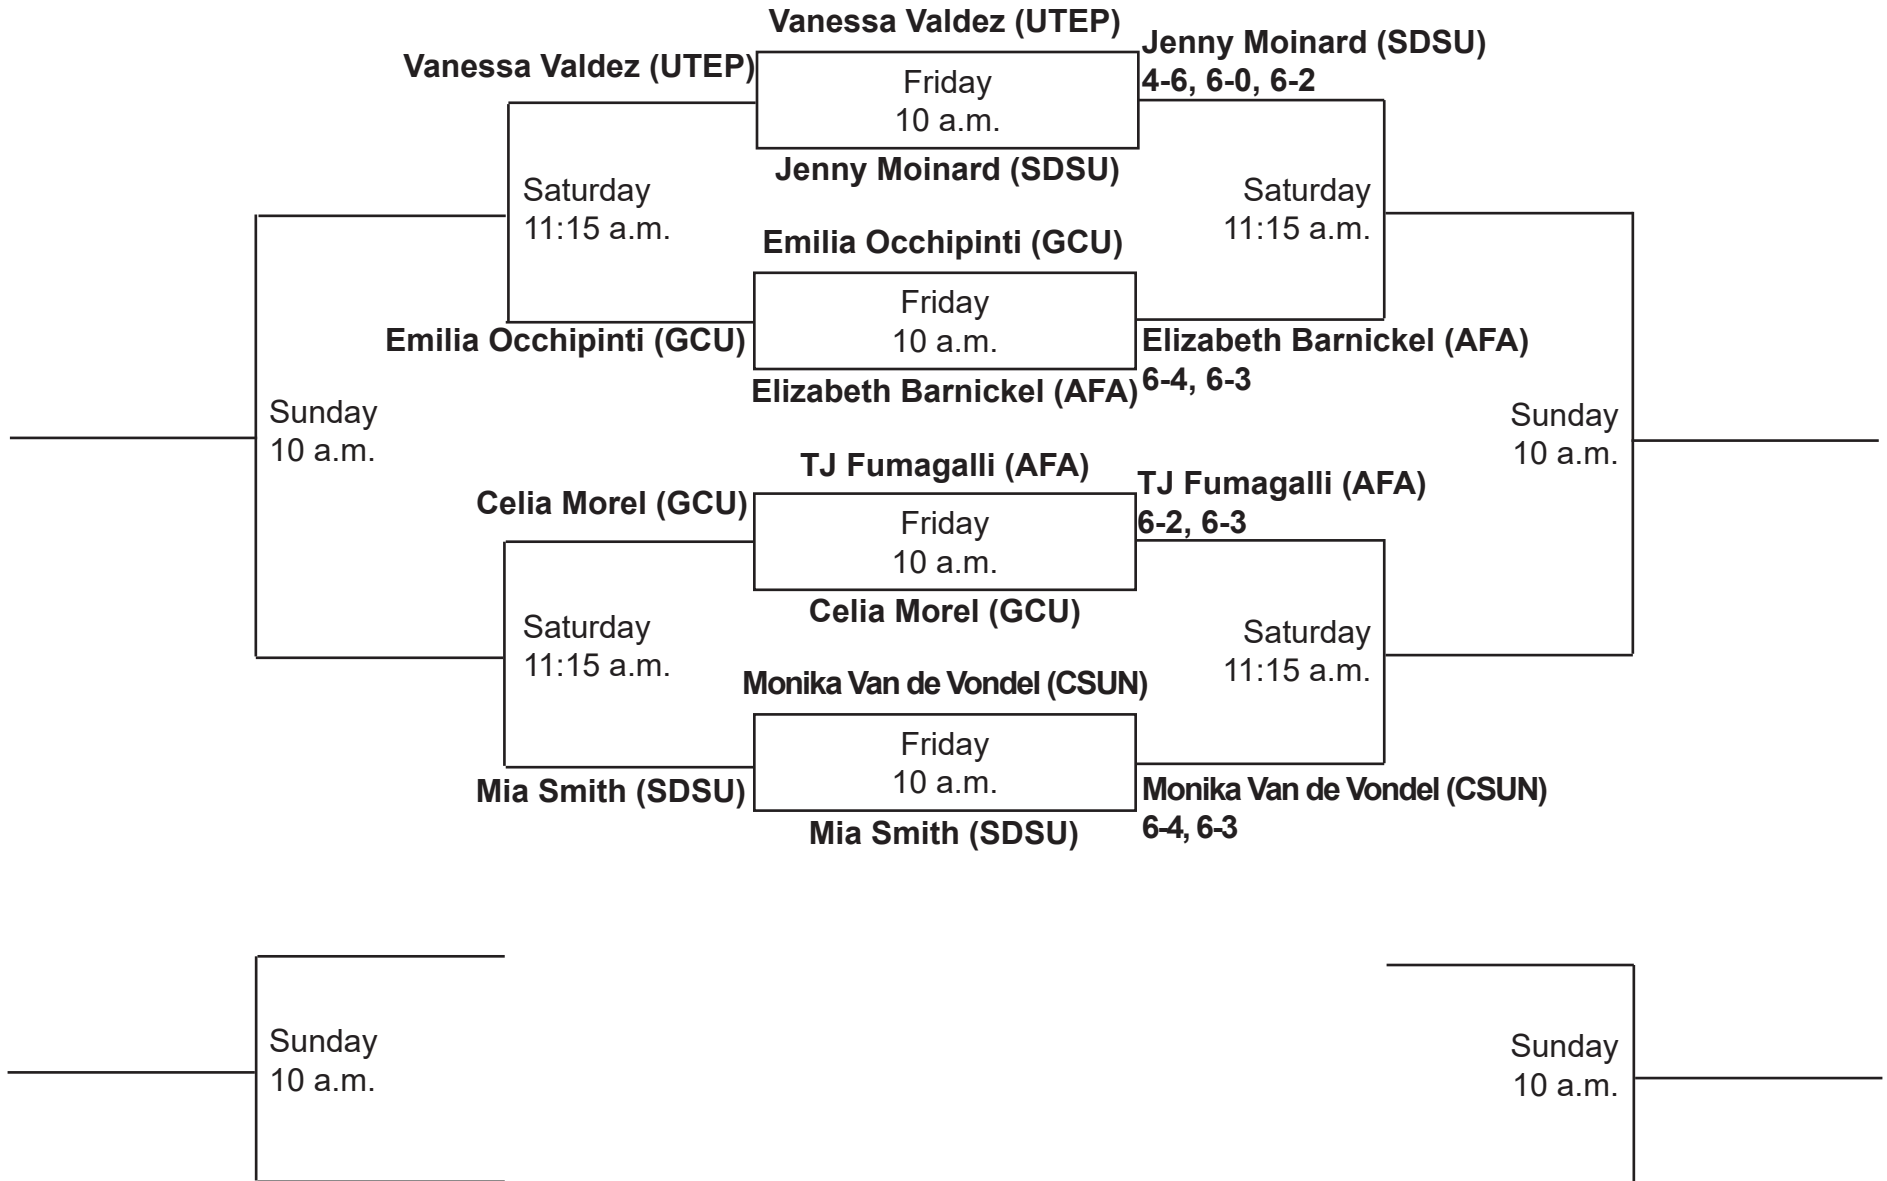 Vanessa Valdez (UTEP)
Vanessa Valdez (UTEP)
Friday
10 a.m.
Jenny Moinard (SDSU)
4-6, 6-0, 6-2
Jenny Moinard (SDSU)
Saturday
11:15 a.m.
Saturday
11:15 a.m.
Emilia Occhipinti (GCU)
Friday
10 a.m.
Emilia Occhipinti (GCU)
Elizabeth Barnickel (AFA)
6-4, 6-3
Elizabeth Barnickel (AFA)
Sunday
10 a.m.
Sunday
10 a.m.
TJ Fumagalli (AFA)
Celia Morel (GCU)
Friday
10 a.m.
TJ Fumagalli (AFA)
6-2, 6-3
Celia Morel (GCU)
Saturday
11:15 a.m.
Saturday
11:15 a.m.
Monika Van de Vondel (CSUN)
Friday
10 a.m.
Mia Smith (SDSU)
Monika Van de Vondel (CSUN)
6-4, 6-3
Mia Smith (SDSU)
Sunday
10 a.m.
Sunday
10 a.m.